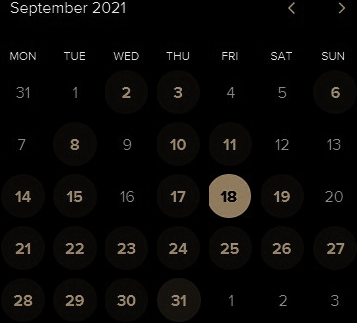 September 2021
MON TUE WED THU FRI SAT SUN
31 1 2 3 4 5 6
7 8 9 10 11 12 13
14 15 16 17 18 19 20
21 22 23 24 25 26 27
28 29 30 31 1 2 3